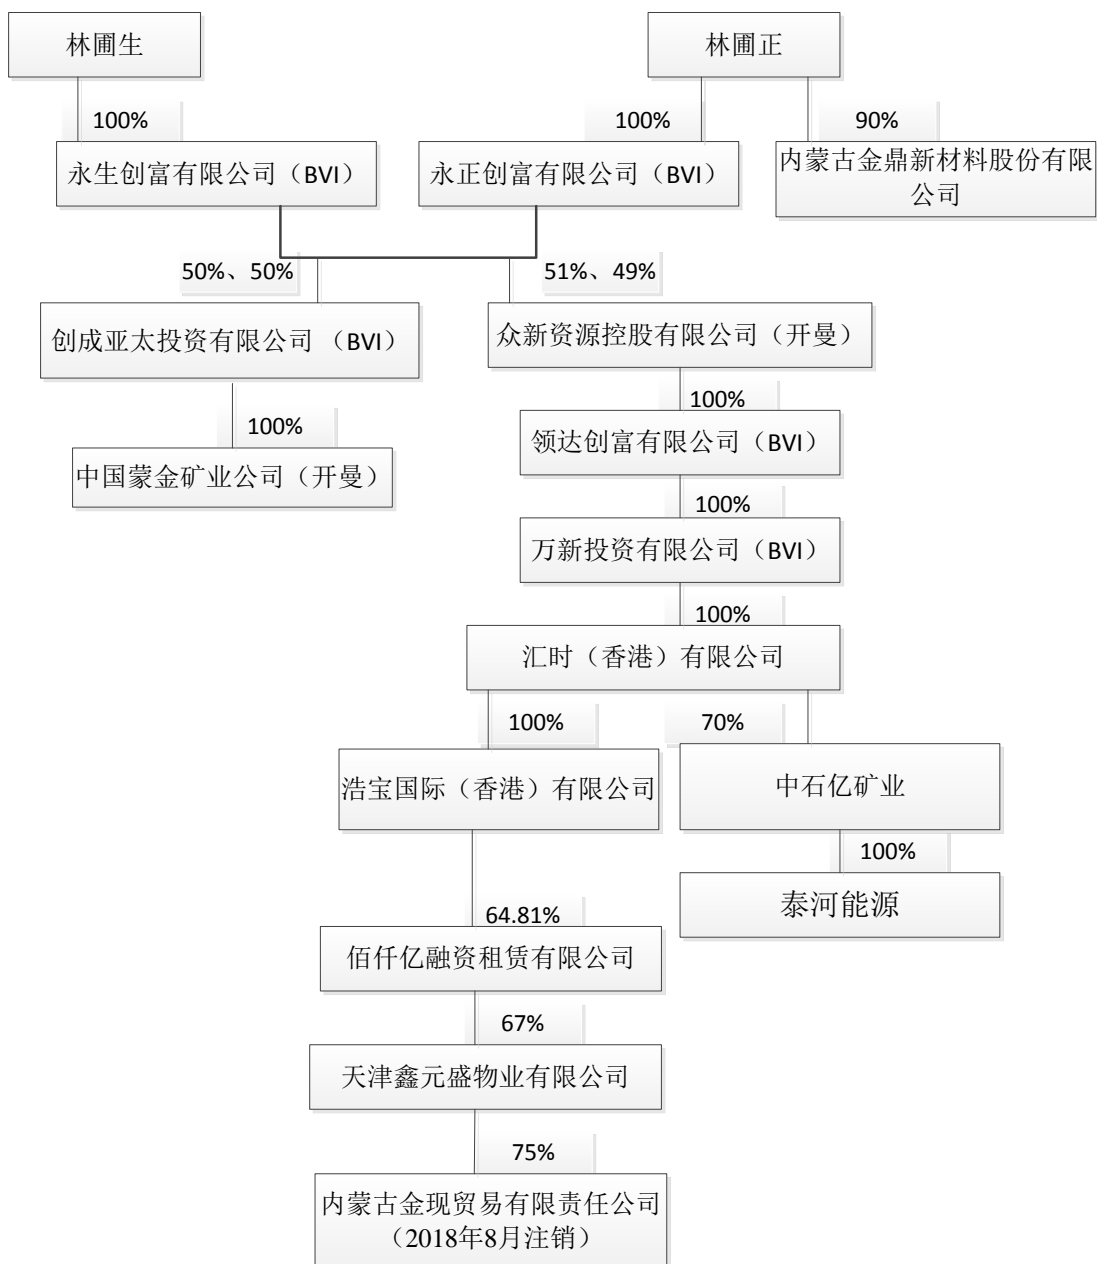 林圃生
林圃正
100%
100%
90%
永生创富有限公司（BVI）
永正创富有限公司（BVI）
内蒙古金鼎新材料股份有限
公司
50%、50%
51%、49%
创成亚太投资有限公司 （BVI）
众新资源控股有限公司（开曼）
100%
100%
领达创富有限公司（BVI）
中国蒙金矿业公司（开曼）
100%
万新投资有限公司（BVI）
100%
汇时（香港）有限公司
100%
70%
浩宝国际（香港）有限公司
中石亿矿业
100%
泰河能源
64.81%
佰仟亿融资租赁有限公司
67%
天津鑫元盛物业有限公司
75%
内蒙古金现贸易有限责任公司
（2018年8月注销）